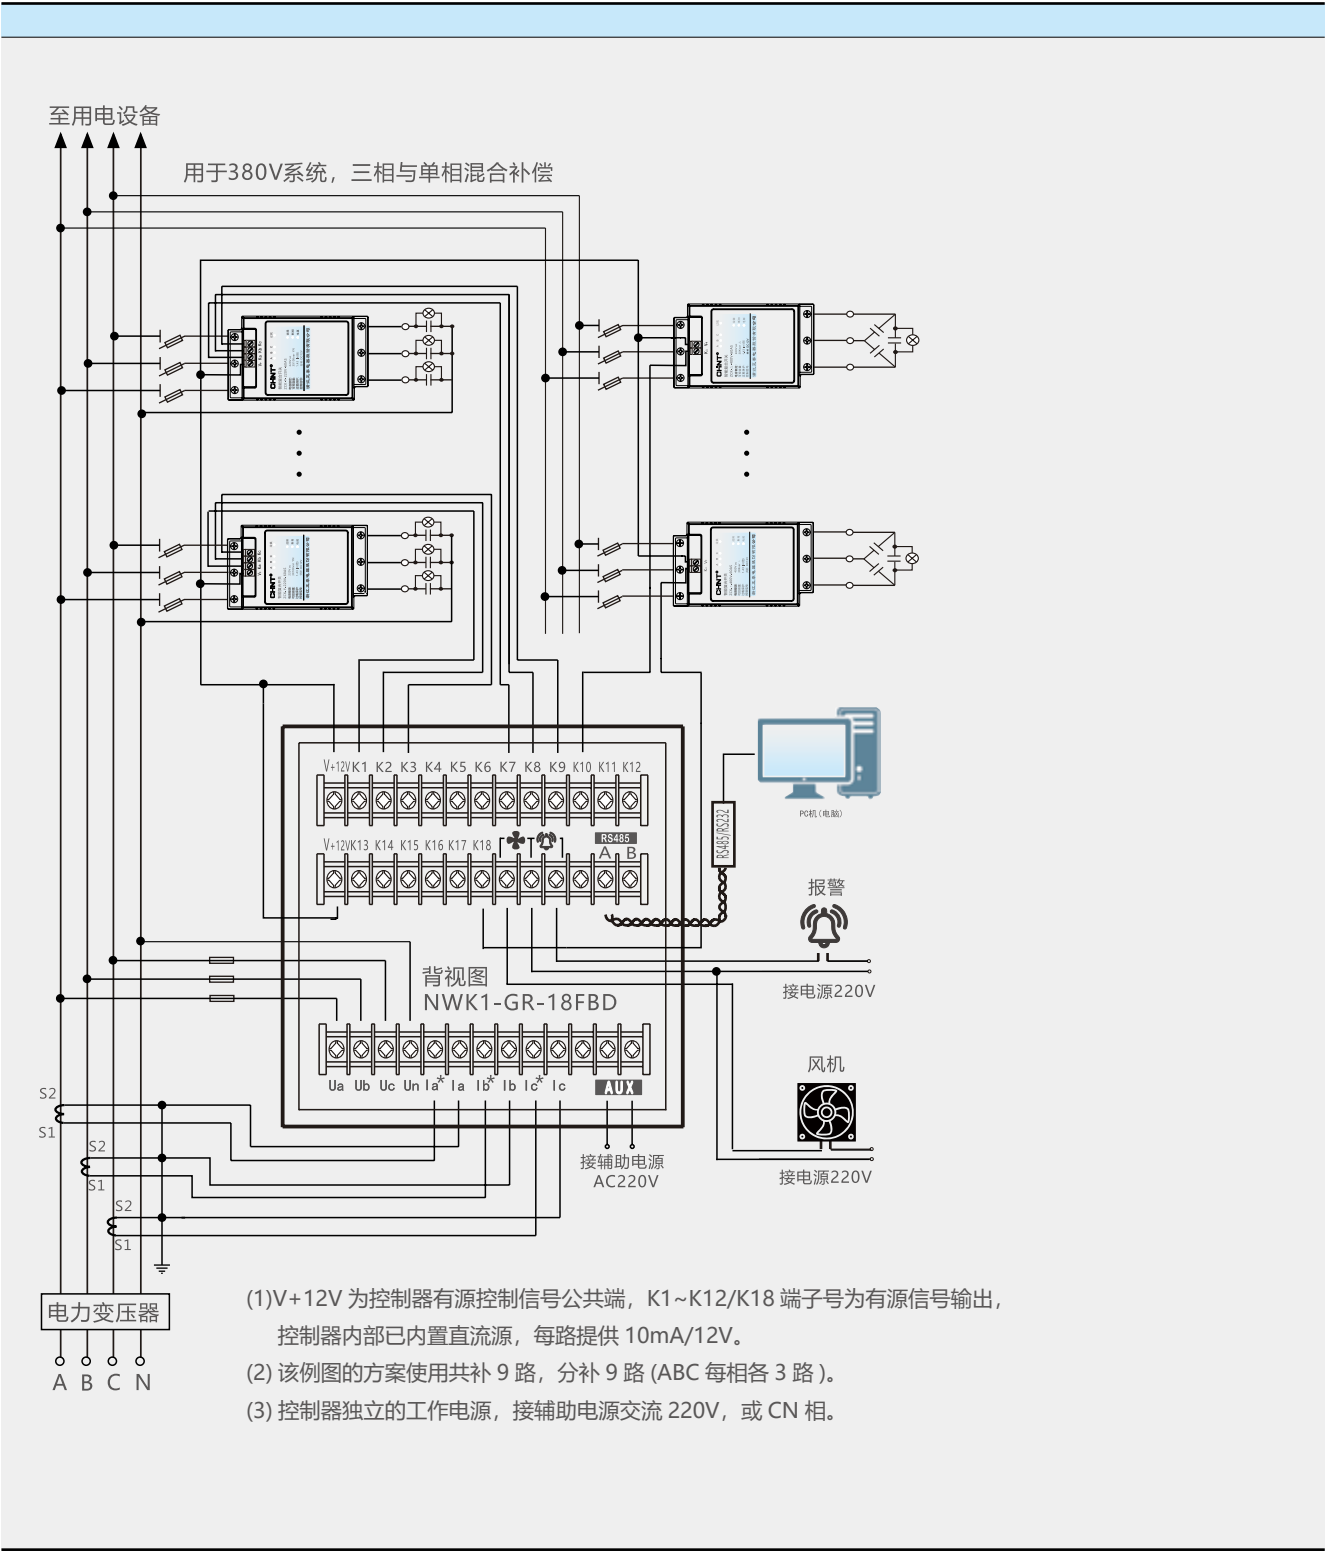 至用电设备
用于380V系统，三相与单相混合补偿
CHNT
CHNT
CHNT
CHNT
V+12V K1 K2 K3 K4 K5 K6 K7 K8 K9 K10 K11 K12
V+12V K13 K14 K15 K16 K17 K18
RS485
A B
RS485/RS232
PC机(电脑)
报警
接电源220V
背视图
NWK1-GR-18FBD
Ua Ub Uc Un Ia* Ia Ib* Ib Ic* Ic AUX
接辅助电源
AC220V
风机
接电源220V
S2
S1
S2
S1
S2
S1
电力变压器
A B C N
(1)V+12V 为控制器有源控制信号公共端，K1~K12/K18 端子号为有源信号输出，
控制器内部已内置直流源，每路提供 10mA/12V。
(2) 该例图的方案使用共补 9 路，分补 9 路 (ABC 每相各 3 路 )。
(3) 控制器独立的工作电源，接辅助电源交流 220V，或 CN 相。